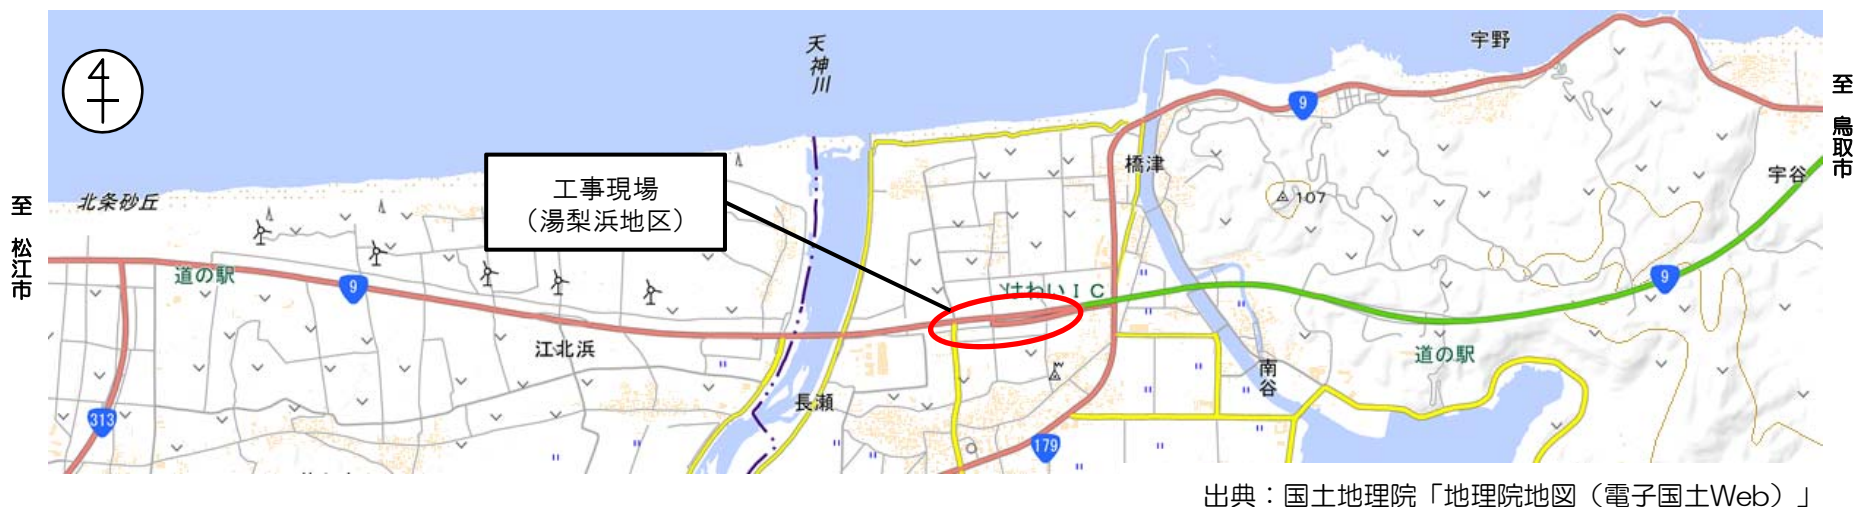 天神川
宇野
9
至 鳥取市
橋津
工事現場
（湯梨浜地区）
宇谷
107
北条砂丘
至 松江市
道の駅
9
はわいIC
9
江北浜
道の駅
南谷
長瀬
313
179
出典：国土地理院「地理院地図（電子国土Web）」